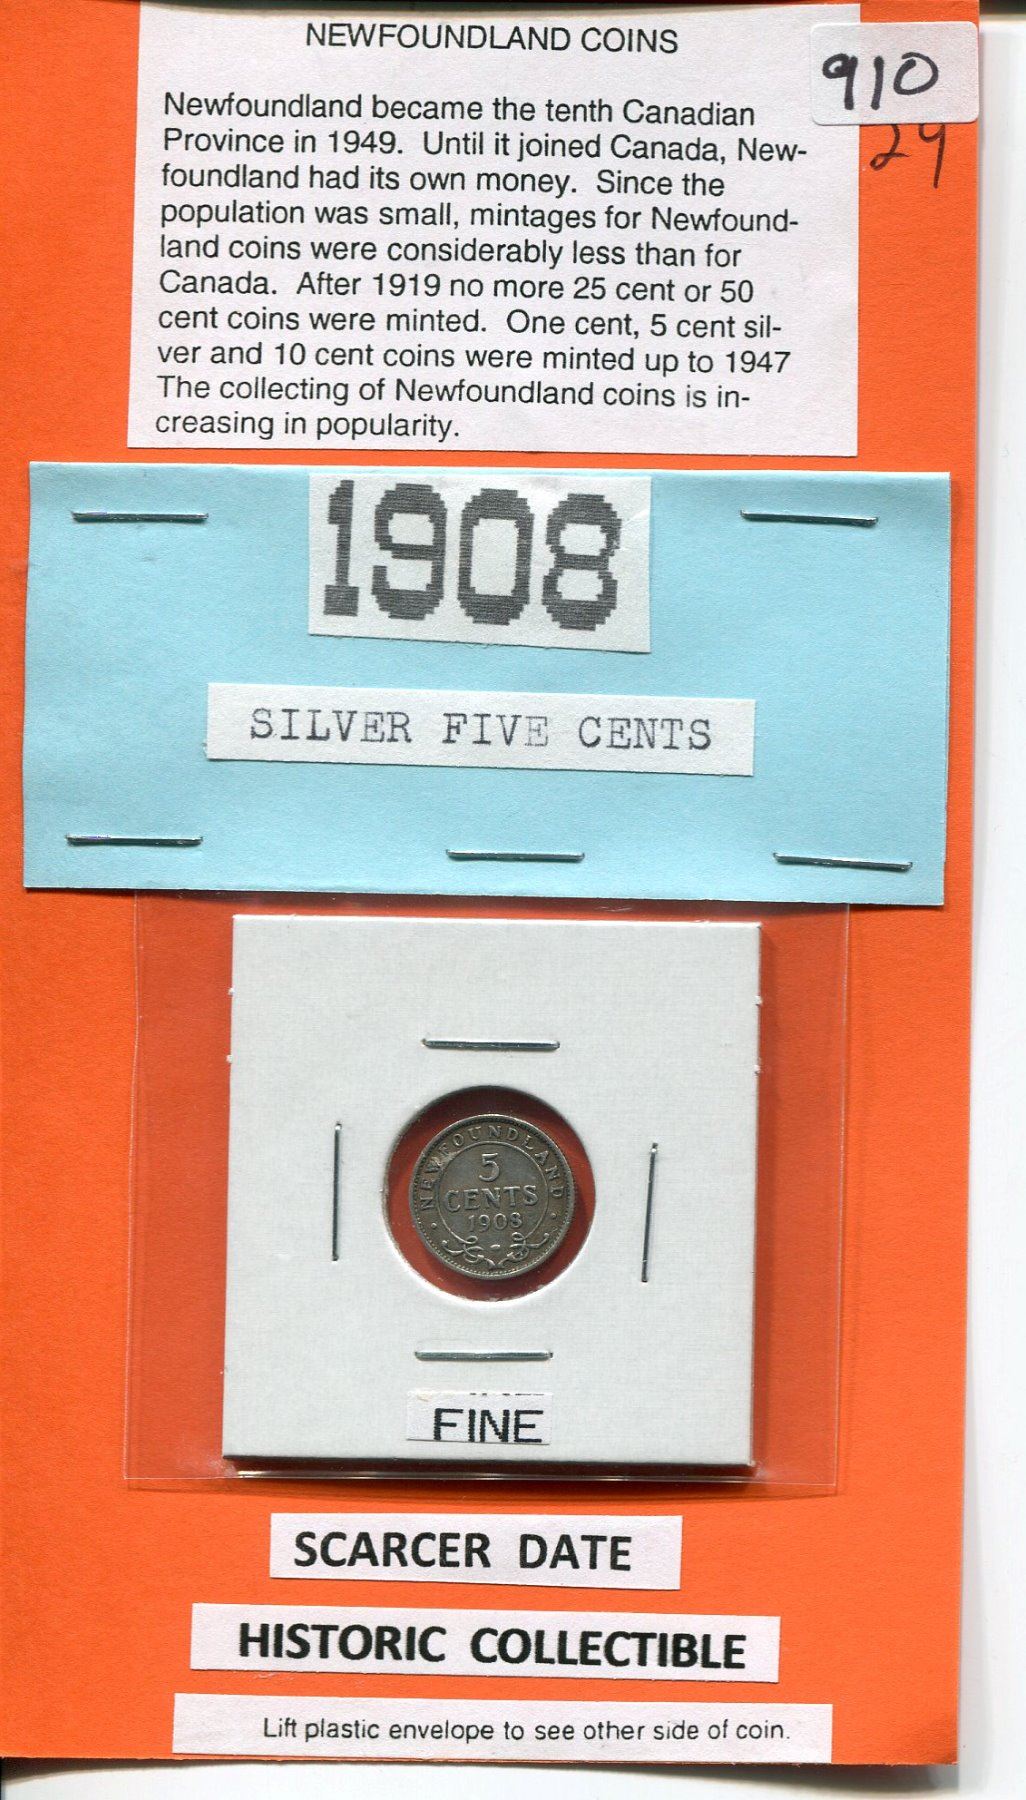 NEWFOUNDLAND COINS
910
24
Newfoundland became the tenth Canadian
Province in 1949. Until it joined Canada, New-
foundland had its own money. Since the
population was small, mintages for Newfound-
land coins were considerably less than for
Canada. After 1919 no more 25 cent or 50
cent coins were minted. One cent, 5 cent sil-
ver and 10 cent coins were minted up to 1947
The collecting of Newfoundland coins is in-
creasing in popularity.
1908
SILVER FIVE CENTS
NEWFOUNDLAND
5
CENTS
1908
FINE
SCARCER DATE
HISTORIC COLLECTIBLE
Lift plastic envelope to see other side of coin.